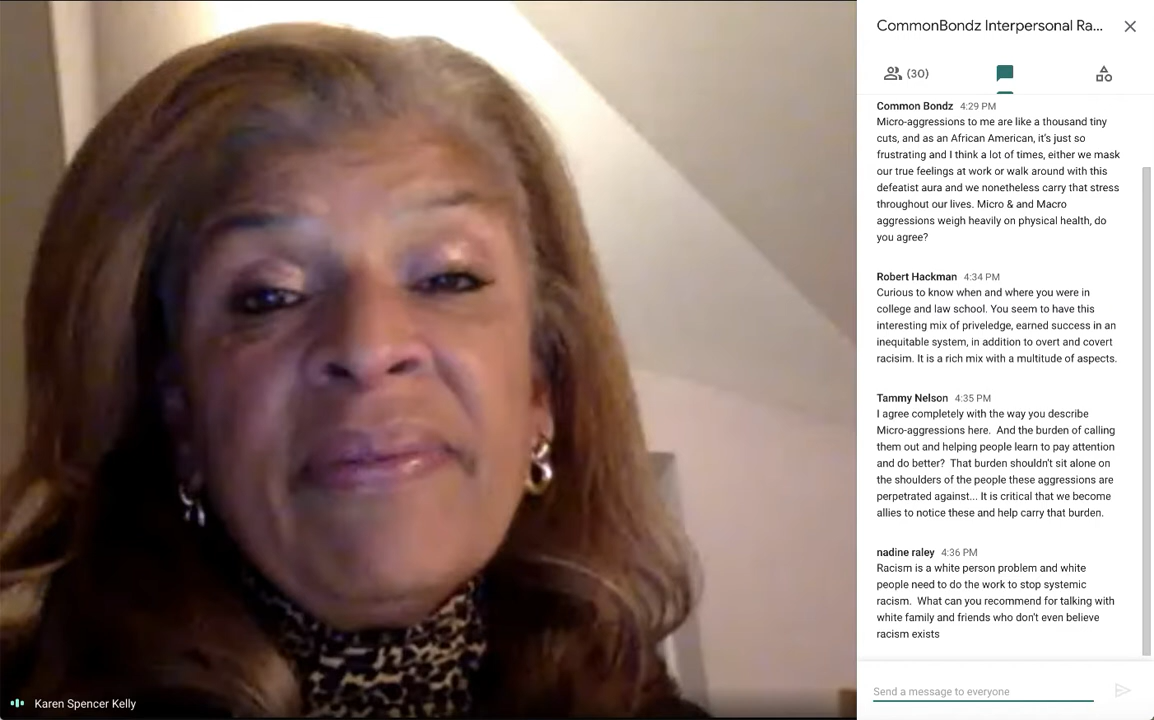 CommonBondz Interpersonal Ra...
(30)
Common Bondz 4:29 PM
Micro-aggressions to me are like a thousand tiny
cuts, and as an African American, it's just so
frustrating and I think a lot of times, either we mask
our true feelings at work or walk around with this
defeatist aura and we nonetheless carry that stress
throughout our lives. Micro & and Macro
aggressions weigh heavily on physical health, do
you agree?
Robert Hackman 4:34 PM
Curious to know when and where you were in
college and law school. You seem to have this
interesting mix of priveledge, earned success in an
inequitable system, in addition to overt and covert
racisim. It is a rich mix with a multitude of aspects.
Tammy Nelson 4:35 PM
I agree completely with the way you describe
Micro-aggressions here. And the burden of calling
them out and helping people learn to pay attention
and do better? That burden shouldn't sit alone on
the shoulders of the people these aggressions are
perpetrated against... It is critical that we become
allies to notice these and help carry that burden.
nadine raley 4:36 PM
Racism is a white person problem and white
people need to do the work to stop systemic
racism. What can you recommend for talking with
white family and friends who don't even believe
racism exists
Send a message to everyone
Karen Spencer Kelly